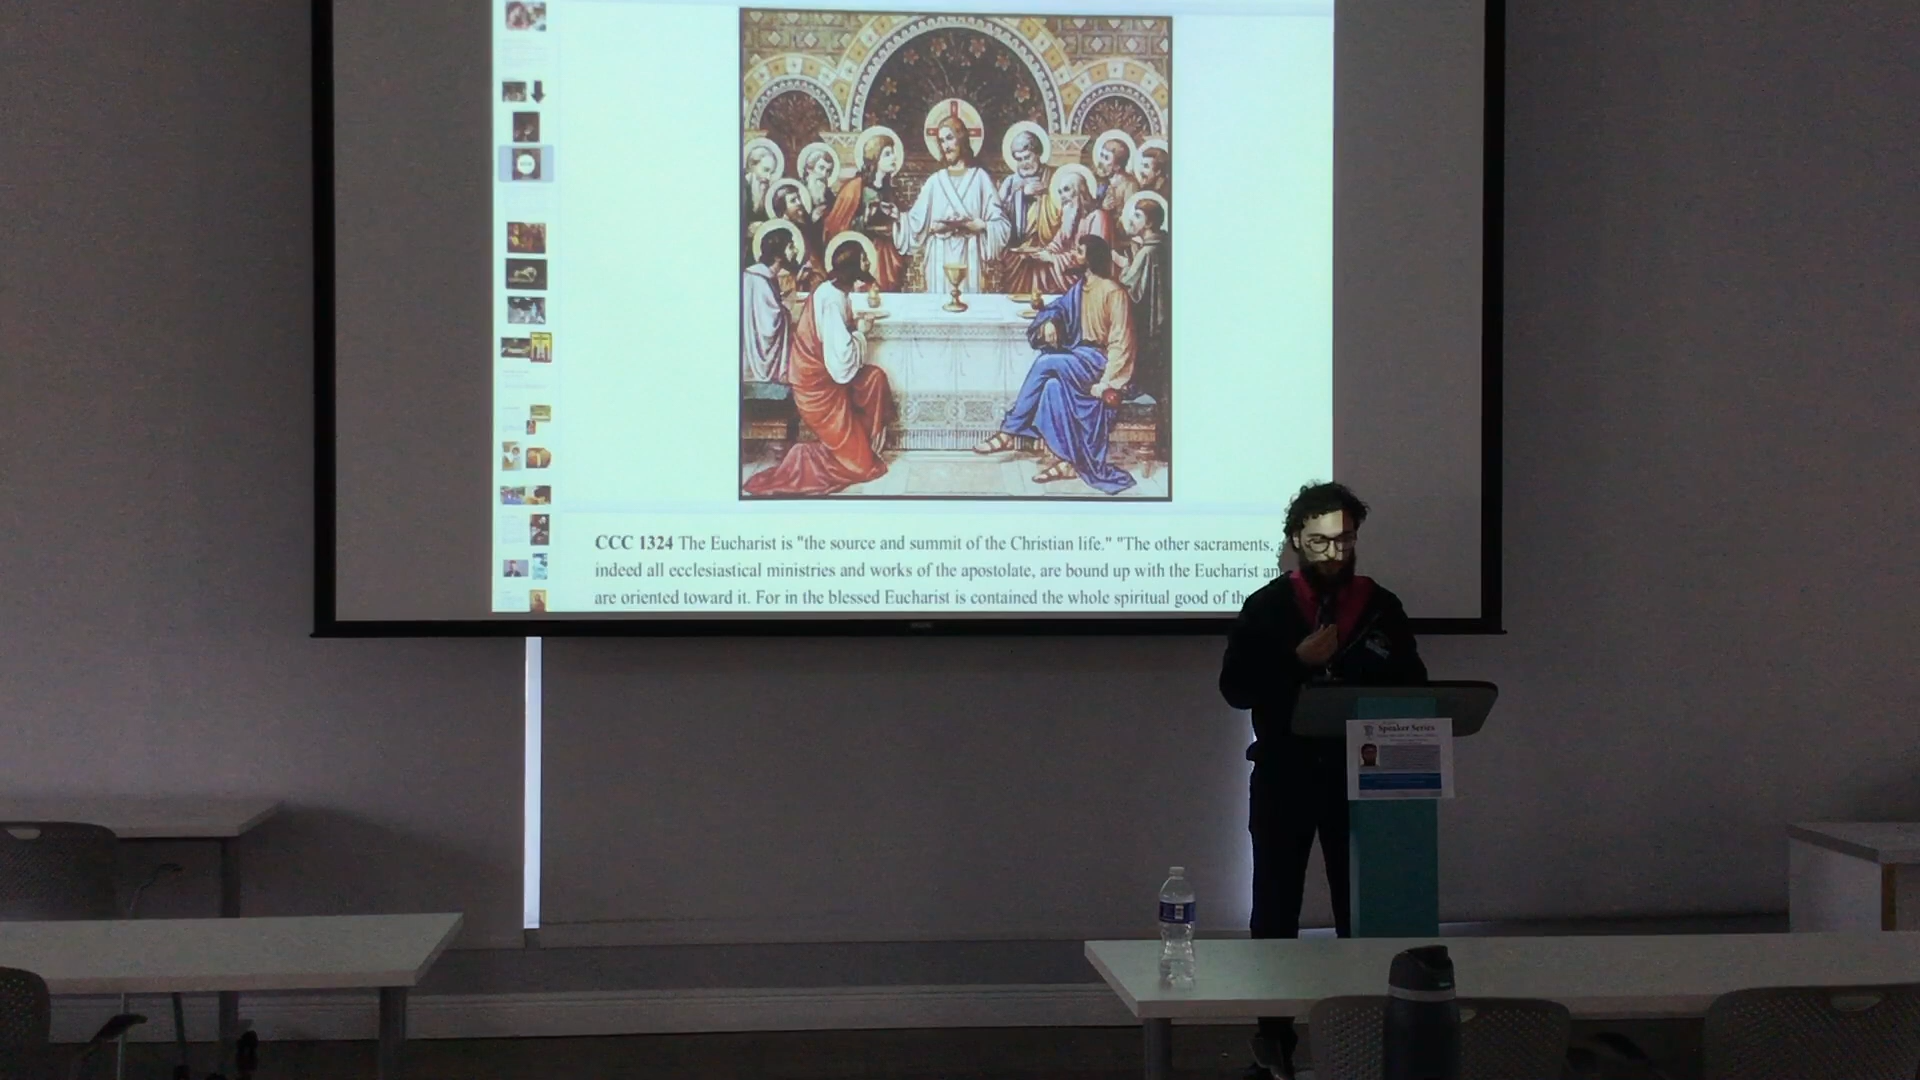 CCC 1324 The Eucharist is "the source and summit of the Christian life." "The other sacraments,
indeed all ecclesiastical ministries and works of the apostolate, are bound up with the Eucharist
are oriented toward it. For in the blessed Eucharist is contained the whole spiritual good of
Speaker Series